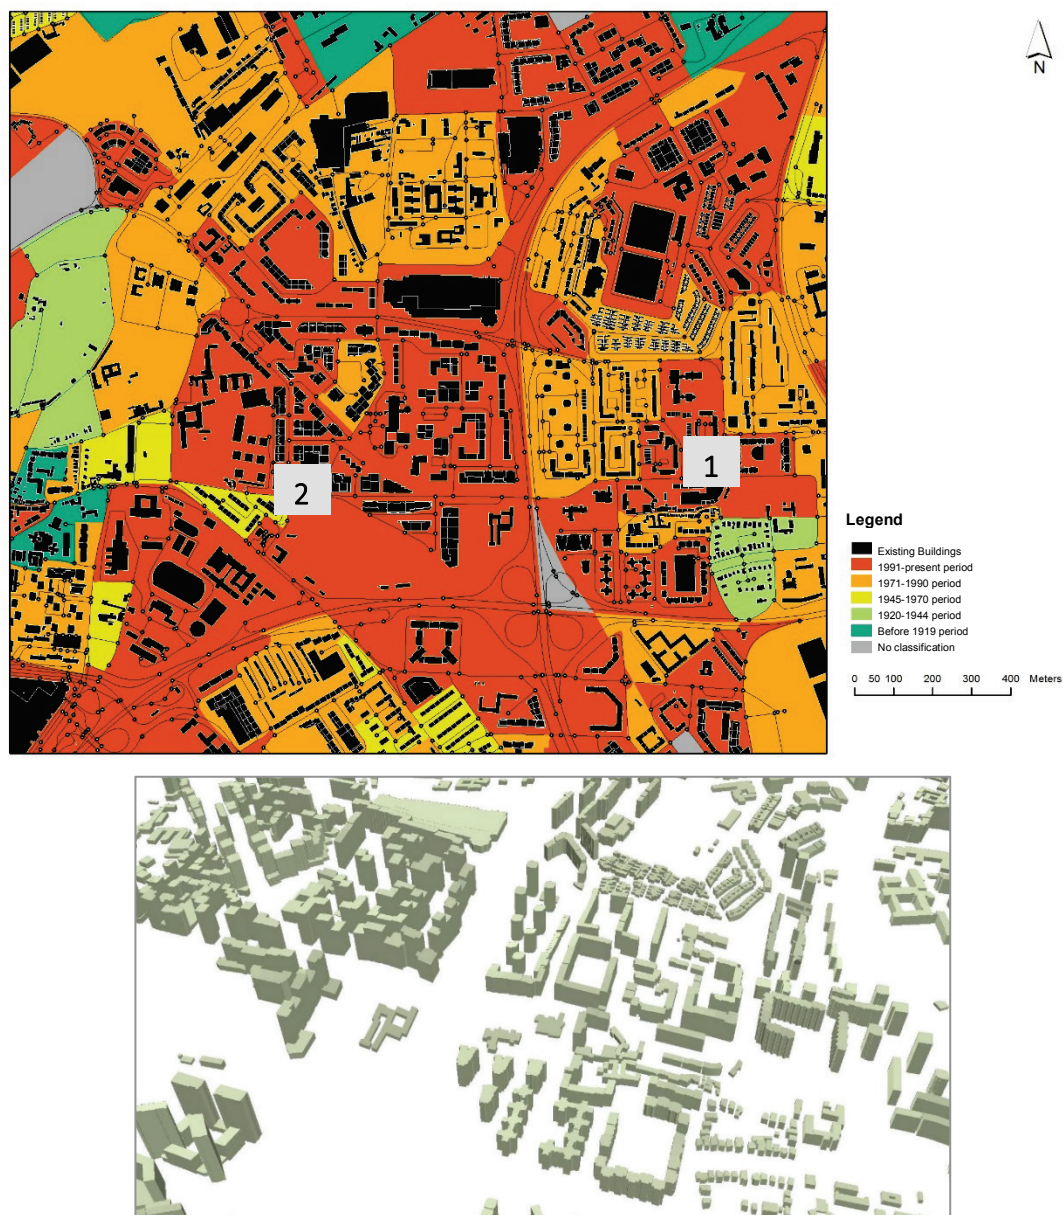 N
1
2
Legend
Existing Buildings
1991-present period
1971-1990 period
1945-1970 period
1920-1944 period
Before 1919 period
No classification
0 50 100 200 300 400 Meters